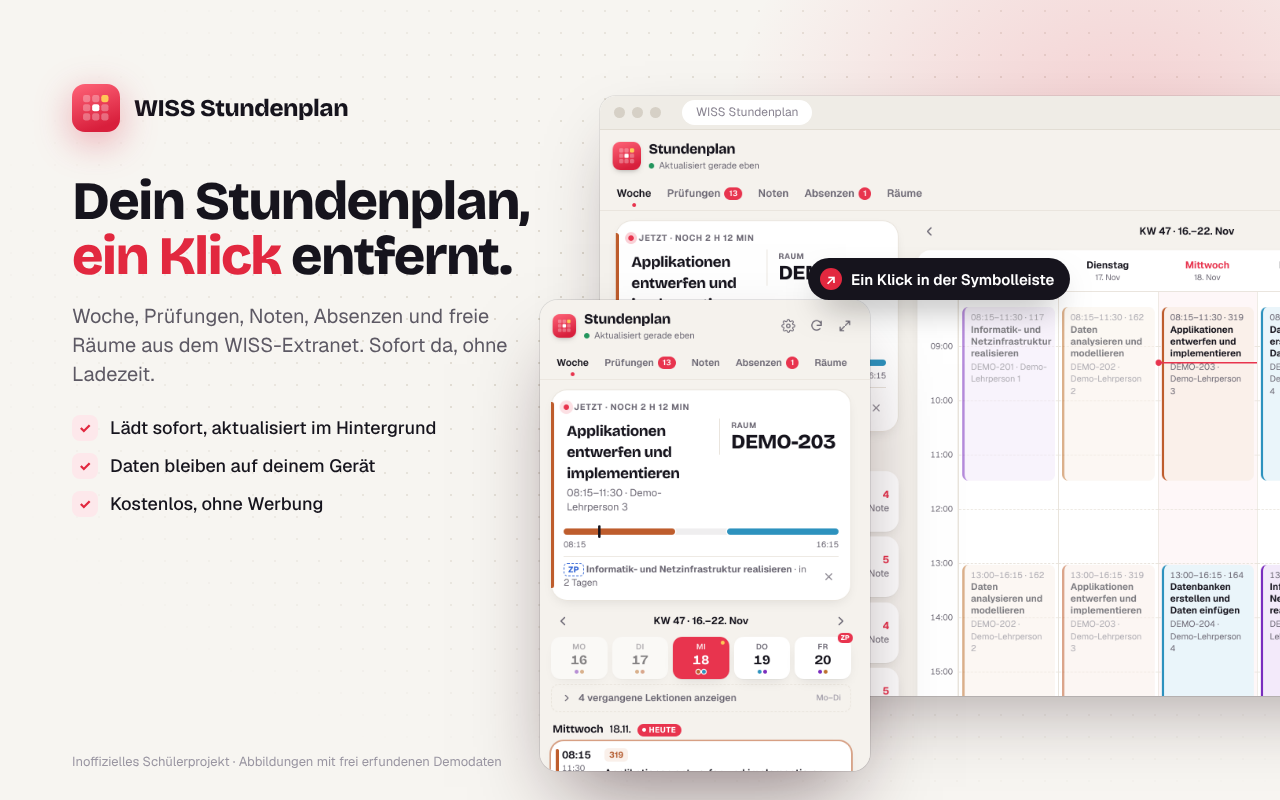 WISS Stundenplan
Dein Stundenplan,
ein Klick entfernt.
Woche, Prüfungen, Noten, Absenzen und freie
Räume aus dem WISS-Extranet. Sofort da, ohne
Ladezeit.
Lädt sofort, aktualisiert im Hintergrund
Daten bleiben auf deinem Gerät
Kostenlos, ohne Werbung
Inoffizielles Schülerprojekt · Abbildungen mit frei erfundenen Demodaten
WISS Stundenplan
Stundenplan
Aktualisiert gerade eben
Woche Prüfungen 13 Noten Absenzen 1 Räume
JETZT · NOCH 2 H 12 MIN
Applikationen
entwerfen und
RAUM
Ein Klick in der Symbolleiste
4
Note
5
Note
4
Note
5
KW 47 · 16.–22. Nov
Dienstag
17. Nov
Mittwoch
18. Nov
09:00
10:00
11:00
12:00
13:00
14:00
15:00
08:15–11:30 · 117
Informatik- und
Netzinfrastruktur
realisieren
DEMO-201 · Demo-
Lehrperson 1
08:15–11:30 · 162
Daten
analysieren und
modellieren
DEMO-202 ·
Demo-Lehrperson
2
08:15–11:30 · 319
Applikationen
entwerfen und
implementieren
DEMO-203 ·
Demo-Lehrperson
3
13:00–16:15 · 162
Daten
analysieren und
modellieren
DEMO-202 ·
Demo-Lehrperson
2
13:00–16:15 · 319
Applikationen
entwerfen und
implementieren
DEMO-203 ·
Demo-Lehrperson
3
13:00–16:15 · 164
Datenbanken
erstellen und
Daten einfügen
DEMO-204 ·
Demo-Lehrperson
4
Stundenplan
Aktualisiert gerade eben
Woche Prüfungen 13 Noten Absenzen 1 Räume
JETZT · NOCH 2 H 12 MIN
Applikationen
entwerfen und
implementieren
08:15–11:30 · Demo-
Lehrperson 3
RAUM
DEMO-203
08:15 16:15
ZP Informatik- und Netzinfrastruktur realisieren · in
2 Tagen
KW 47 · 16.–22. Nov
MO
16
DI
17
MI
18
DO
19
FR
20
ZP
4 vergangene Lektionen anzeigen Mo–Di
Mittwoch 18.11. HEUTE
08:15 319
11:30